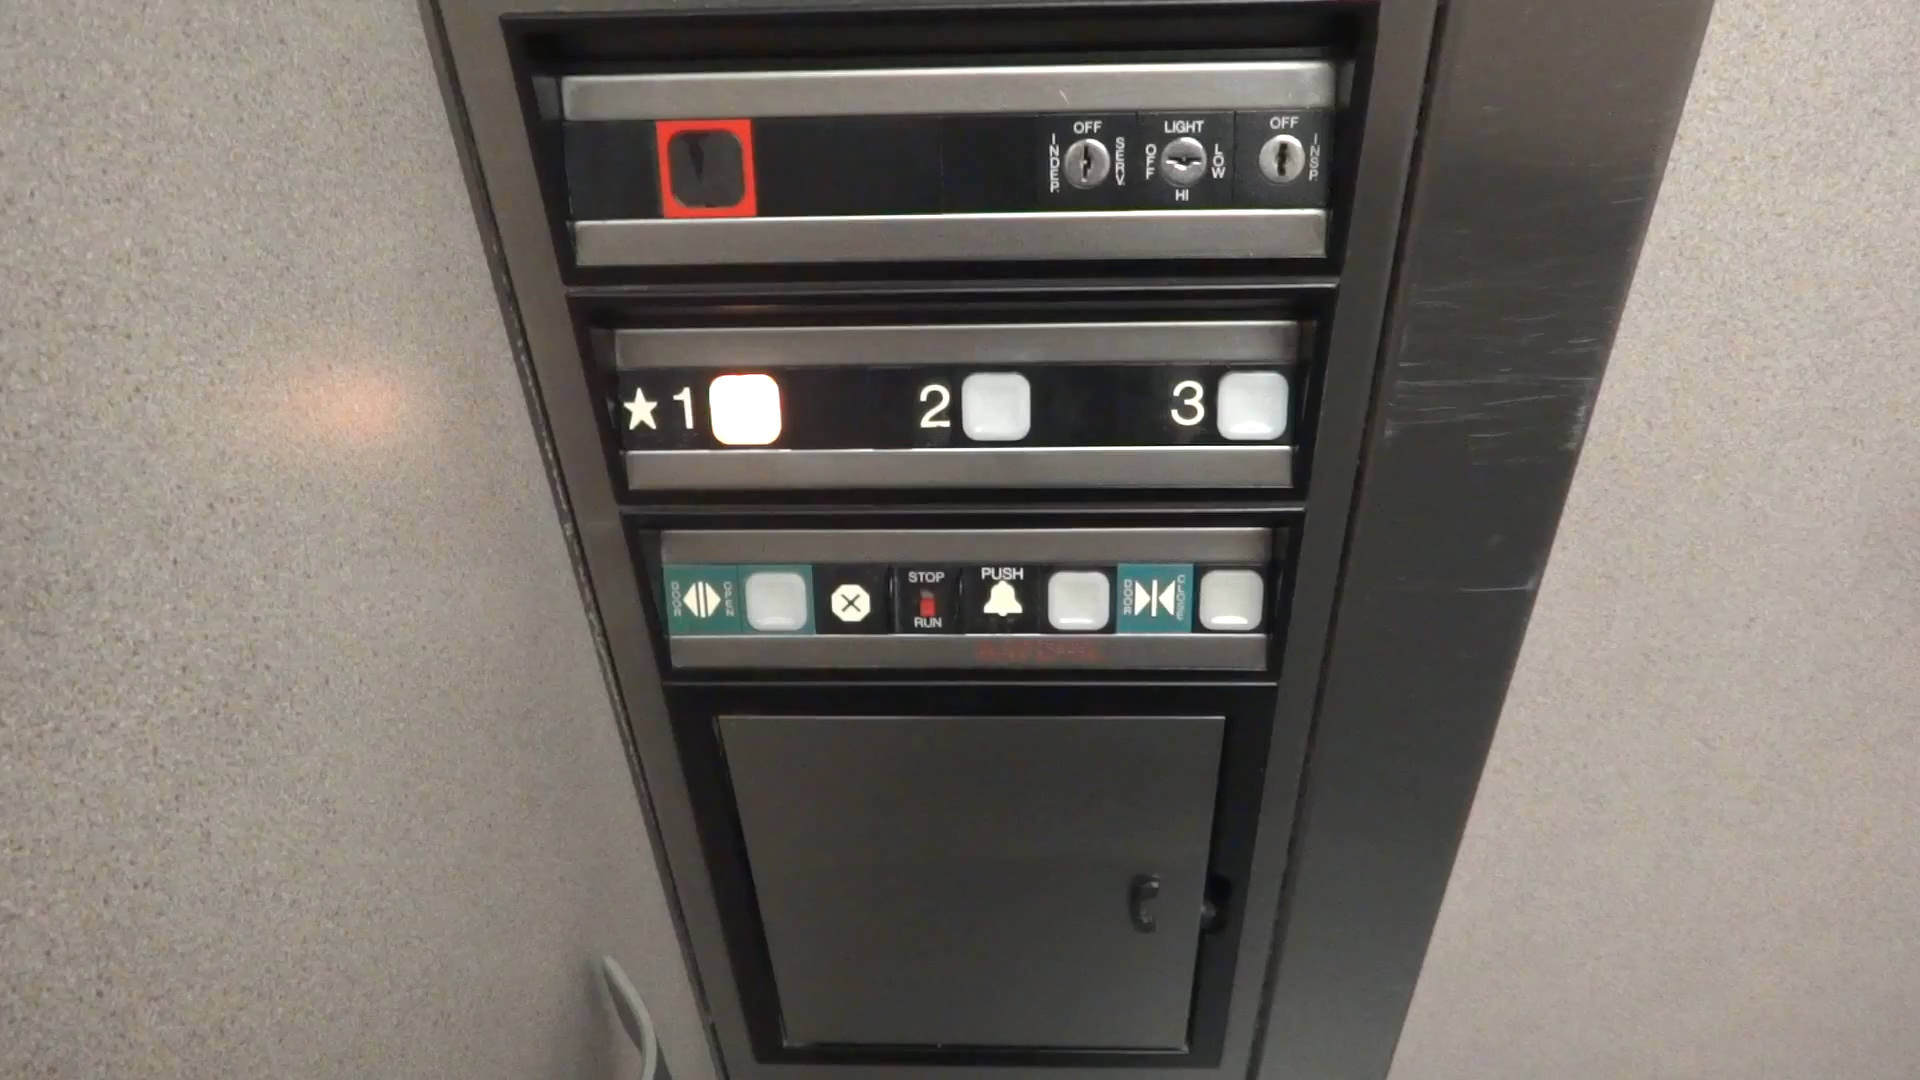 OFF
INDEP.
SERV.
LIGHT
OFF
LOW
HI
OFF
INSP.
★1
2
3
DOOR
OPEN
STOP
RUN
PUSH
DOOR
CLOSE